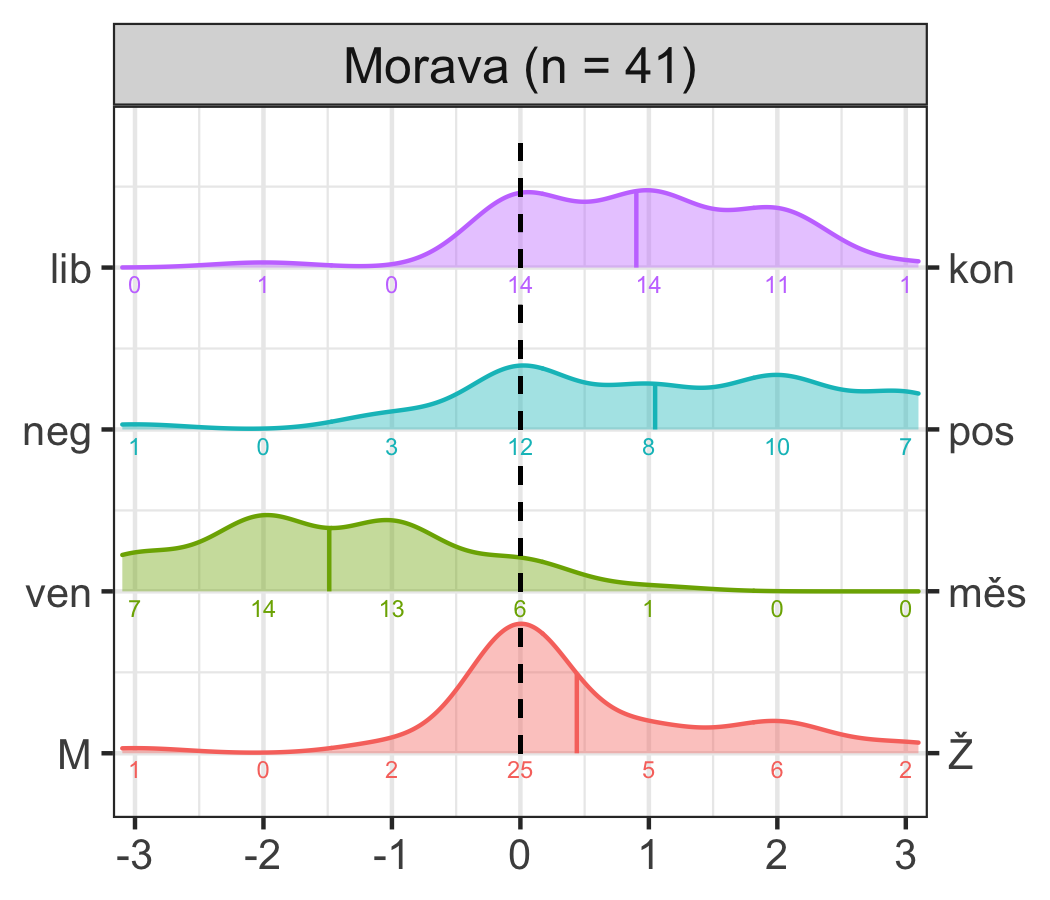 Morava (n = 41)
lib kon
0 1 0 14 14 11 1
neg pos
1 0 3 12 8 10 7
ven měs
7 14 13 6 1 0 0
M Ž
1 0 2 25 5 6 2
-3 -2 -1 0 1 2 3